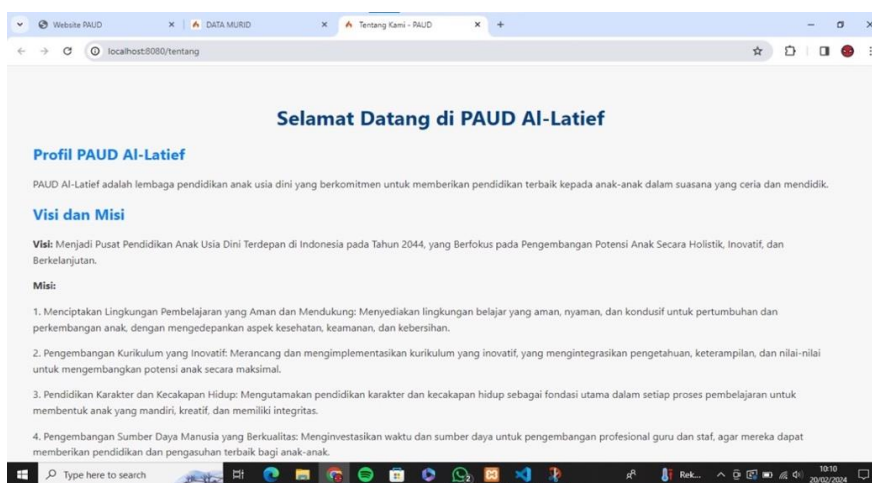 Website PAUD
DATA MURID
Tentang Kami - PAUD
localhost:8080/tentang
Selamat Datang di PAUD Al-Latief
Profil PAUD Al-Latief
PAUD Al-Latief adalah lembaga pendidikan anak usia dini yang berkomitmen untuk memberikan pendidikan terbaik kepada anak-anak dalam suasana yang ceria dan mendidik.
Visi dan Misi
Visi: Menjadi Pusat Pendidikan Anak Usia Dini Terdepan di Indonesia pada Tahun 2044, yang Berfokus pada Pengembangan Potensi Anak Secara Holistik, Inovatif, dan
Berkelanjutan.
Misi:
1. Menciptakan Lingkungan Pembelajaran yang Aman dan Mendukung: Menyediakan lingkungan belajar yang aman, nyaman, dan kondusif untuk pertumbuhan dan
perkembangan anak, dengan mengedepankan aspek kesehatan, keamanan, dan kebersihan.
2. Pengembangan Kurikulum yang Inovatif: Merancang dan mengimplementasikan kurikulum yang inovatif, yang mengintegrasikan pengetahuan, keterampilan, dan nilai-nilai
untuk mengembangkan potensi anak secara maksimal.
3. Pendidikan Karakter dan Kecakapan Hidup: Mengutamakan pendidikan karakter dan kecakapan hidup sebagai fondasi utama dalam setiap proses pembelajaran untuk
membentuk anak yang mandiri, kreatif, dan memiliki integritas.
4. Pengembangan Sumber Daya Manusia yang Berkualitas: Menginvestasikan waktu dan sumber daya untuk pengembangan profesional guru dan staf, agar mereka dapat
memberikan pendidikan dan pengasuhan terbaik bagi anak-anak.
Type here to search
Rek...
10:10
20/02/2024